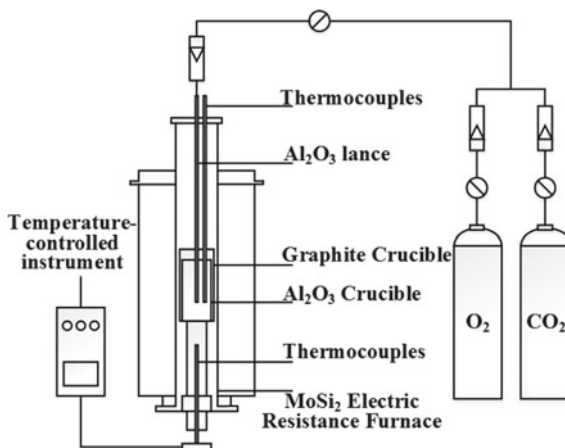 Thermocouples
Al₂O₃ lance
Temperature-
controlled
instrument
Graphite Crucible
Al₂O₃ Crucible
Thermocouples
MoSi₂ Electric
Resistance Furnace
O₂
CO₂